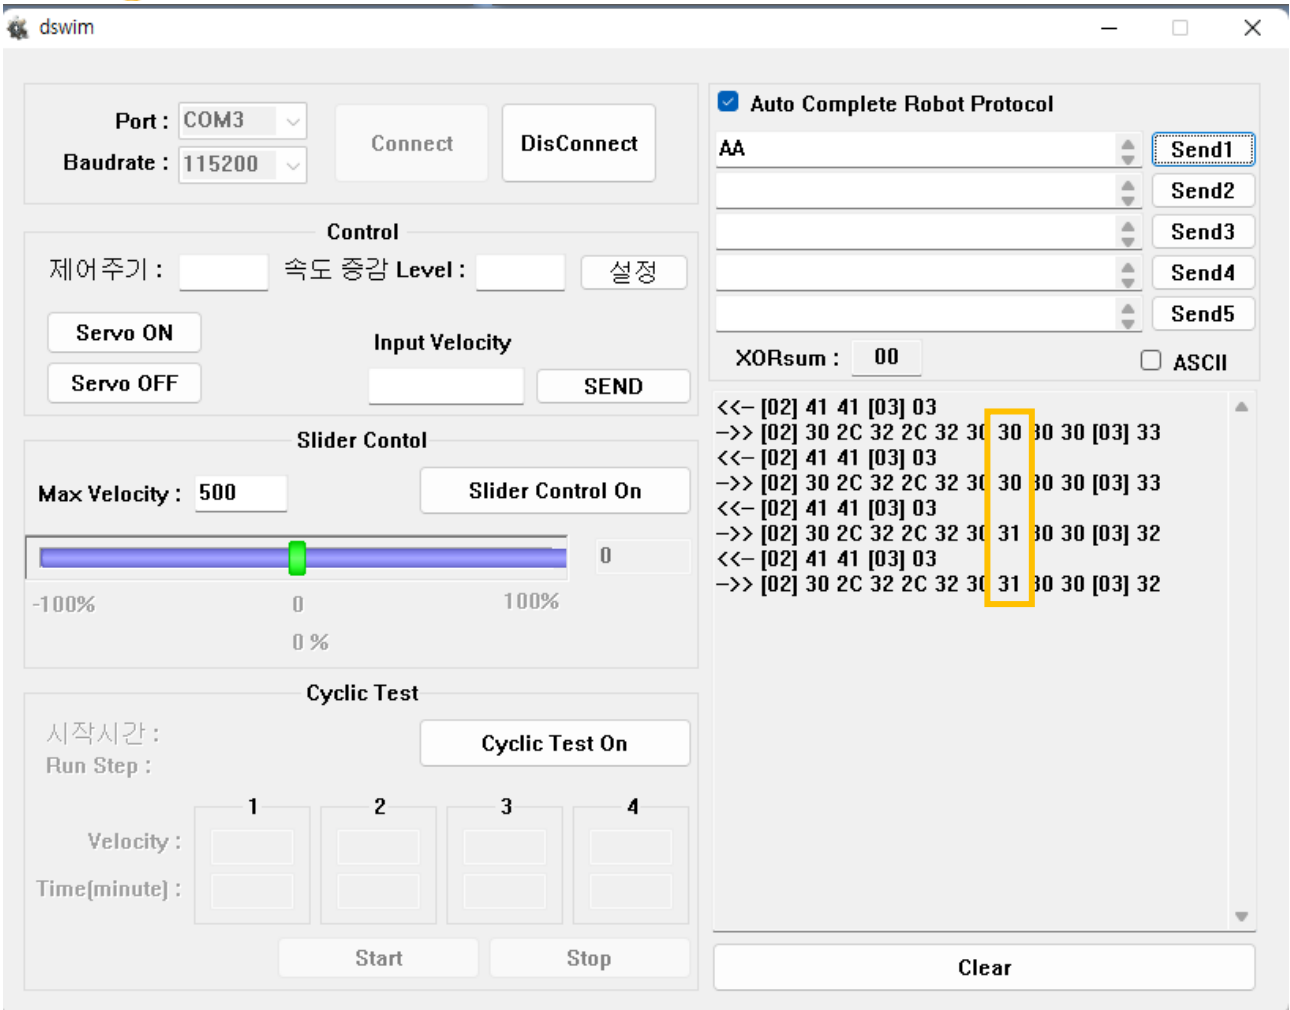 dswim
Port : COM3
Baudrate : 115200
Connect
DisConnect
Control
제어주기 :
속도 증감 Level :
설정
Servo ON
Servo OFF
Input Velocity
SEND
Slider Contol
Max Velocity : 500
Slider Control On
0
-100%
0
100%
0 %
Cyclic Test
시작시간 :
Run Step :
Cyclic Test On
1 2 3 4
Velocity :
Time(minute) :
Start
Stop
Auto Complete Robot Protocol
AA
Send1
Send2
Send3
Send4
Send5
XORsum : 00
ASCII
<<- [02] 41 41 [03] 03
->> [02] 30 2C 32 2C 32 30 30 30 30 [03] 33
<<- [02] 41 41 [03] 03
->> [02] 30 2C 32 2C 32 30 30 30 30 [03] 33
<<- [02] 41 41 [03] 03
->> [02] 30 2C 32 2C 32 30 31 30 30 [03] 32
<<- [02] 41 41 [03] 03
->> [02] 30 2C 32 2C 32 30 31 30 30 [03] 32
Clear